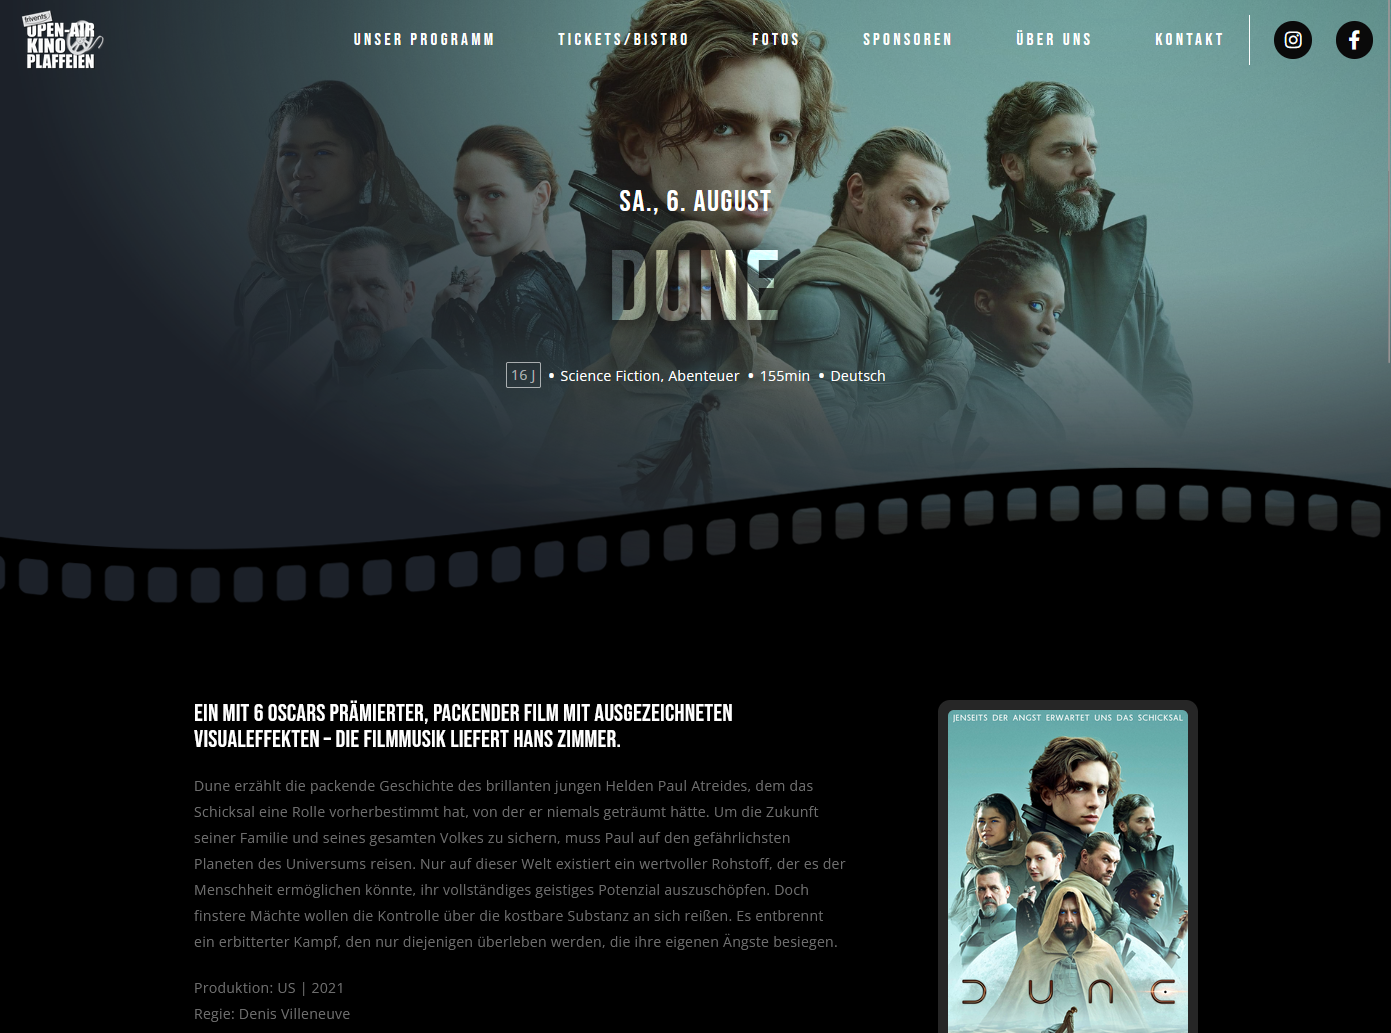 frivents
OPEN-AIR
KINO
PLAFFEIEN
UNSER PROGRAMM
TICKETS/BISTRO
FOTOS
SPONSOREN
ÜBER UNS
KONTAKT
SA., 6. AUGUST
DUNE
16 J • Science Fiction, Abenteuer • 155min • Deutsch
EIN MIT 6 OSCARS PRÄMIERTER, PACKENDER FILM MIT AUSGEZEICHNETEN
VISUALEFFEKTEN – DIE FILMMUSIK LIEFERT HANS ZIMMER.
Dune erzählt die packende Geschichte des brillanten jungen Helden Paul Atreides, dem das
Schicksal eine Rolle vorherbestimmt hat, von der er niemals geträumt hätte. Um die Zukunft
seiner Familie und seines gesamten Volkes zu sichern, muss Paul auf den gefährlichsten
Planeten des Universums reisen. Nur auf dieser Welt existiert ein wertvoller Rohstoff, der es der
Menschheit ermöglichen könnte, ihr vollständiges geistiges Potenzial auszuschöpfen. Doch
finstere Mächte wollen die Kontrolle über die kostbare Substanz an sich reißen. Es entbrennt
ein erbitterter Kampf, den nur diejenigen überleben werden, die ihre eigenen Ängste besiegen.
Produktion: US | 2021
Regie: Denis Villeneuve
JENSEITS DER ANGST ERWARTET UNS DAS SCHICKSAL
DUNE